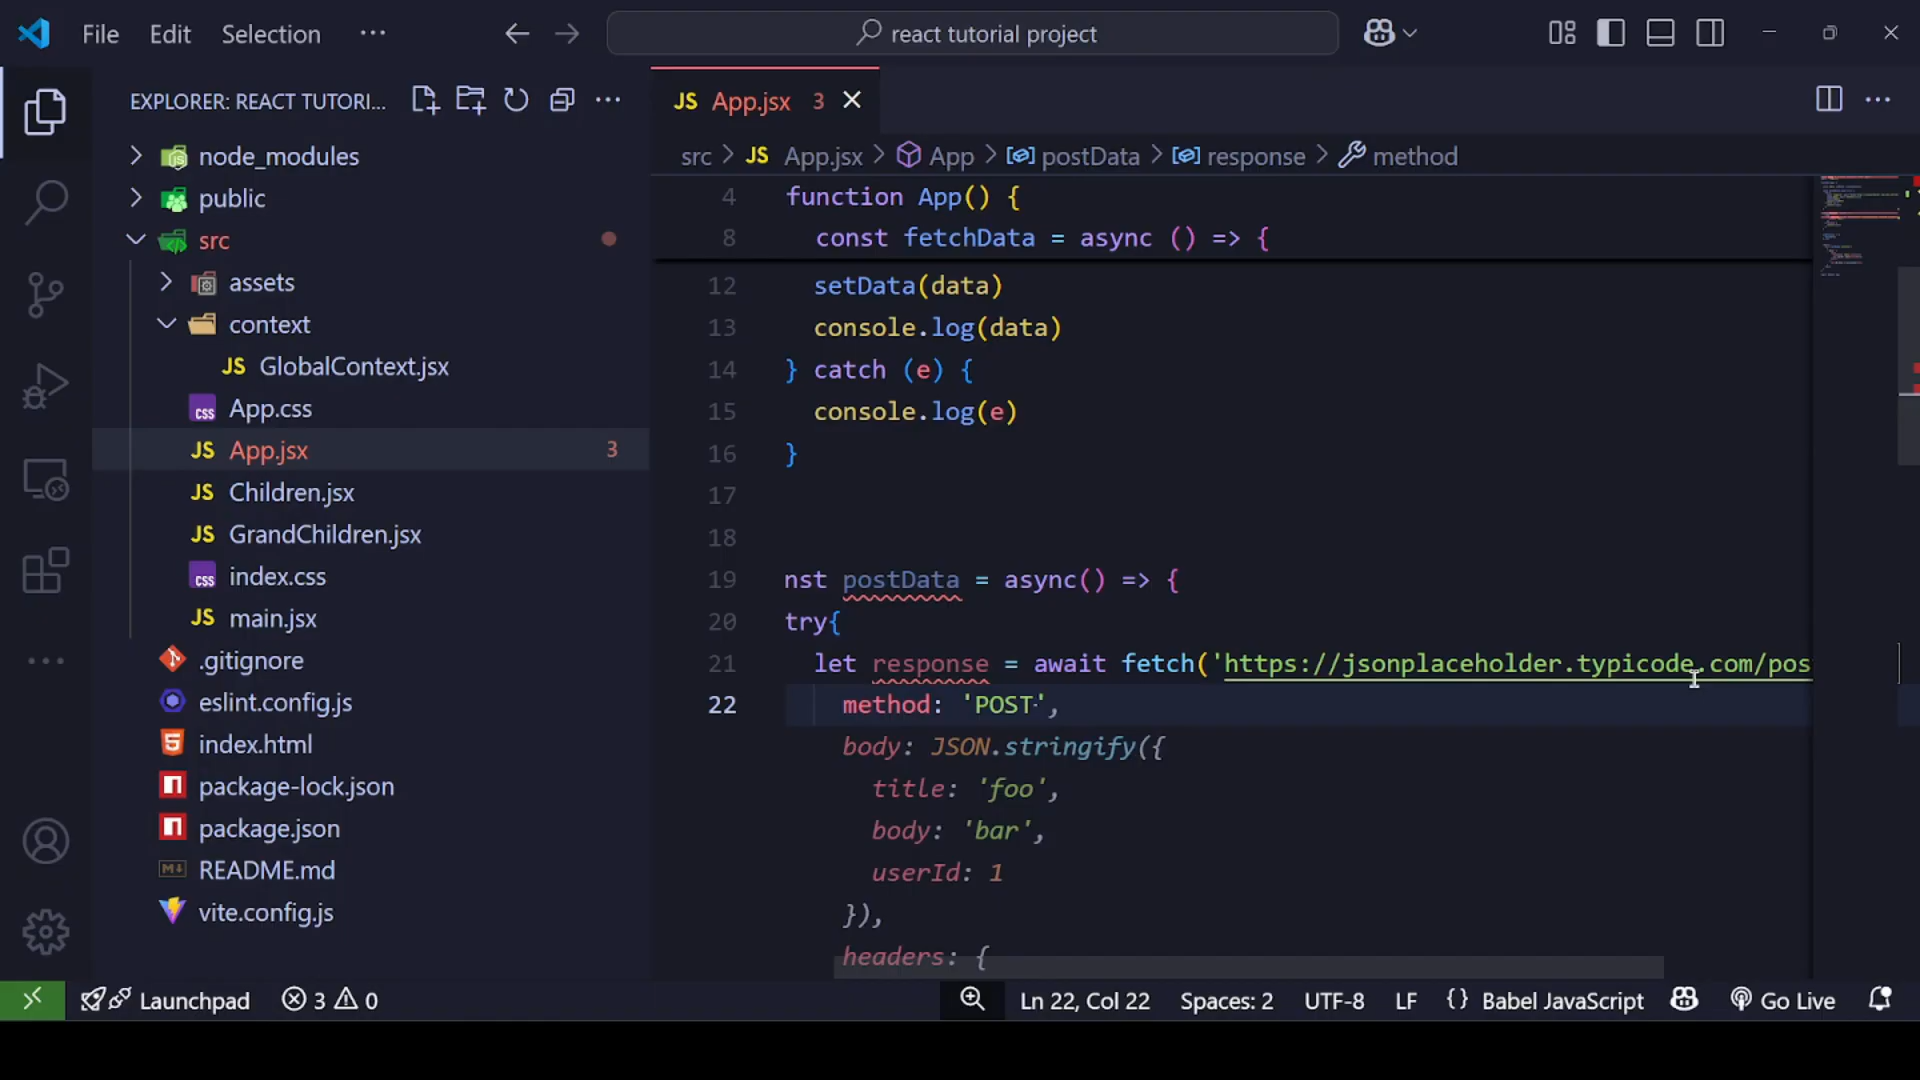 File Edit Selection ··· react tutorial project
EXPLORER: REACT TUTORI... ···
JS App.jsx 3
···
node_modules
public
src
assets
context
JS GlobalContext.jsx
css App.css
JS App.jsx 3
JS Children.jsx
JS GrandChildren.jsx
css index.css
JS main.jsx
.gitignore
eslint.config.js
index.html
package-lock.json
package.json
README.md
vite.config.js
src > JS App.jsx > App > postData > response > method
4 function App() {
8 const fetchData = async () => {
12 setData(data)
13 console.log(data)
14 } catch (e) {
15 console.log(e)
16 }
17
18
19 nst postData = async() => {
20 try{
21 let response = await fetch('https://jsonplaceholder.typicode.com/pos
22 method: 'POST',
body: JSON.stringify({
title: 'foo',
body: 'bar',
userId: 1
}),
headers: {
Launchpad 3 0 Ln 22, Col 22 Spaces: 2 UTF-8 LF {} Babel JavaScript Go Live